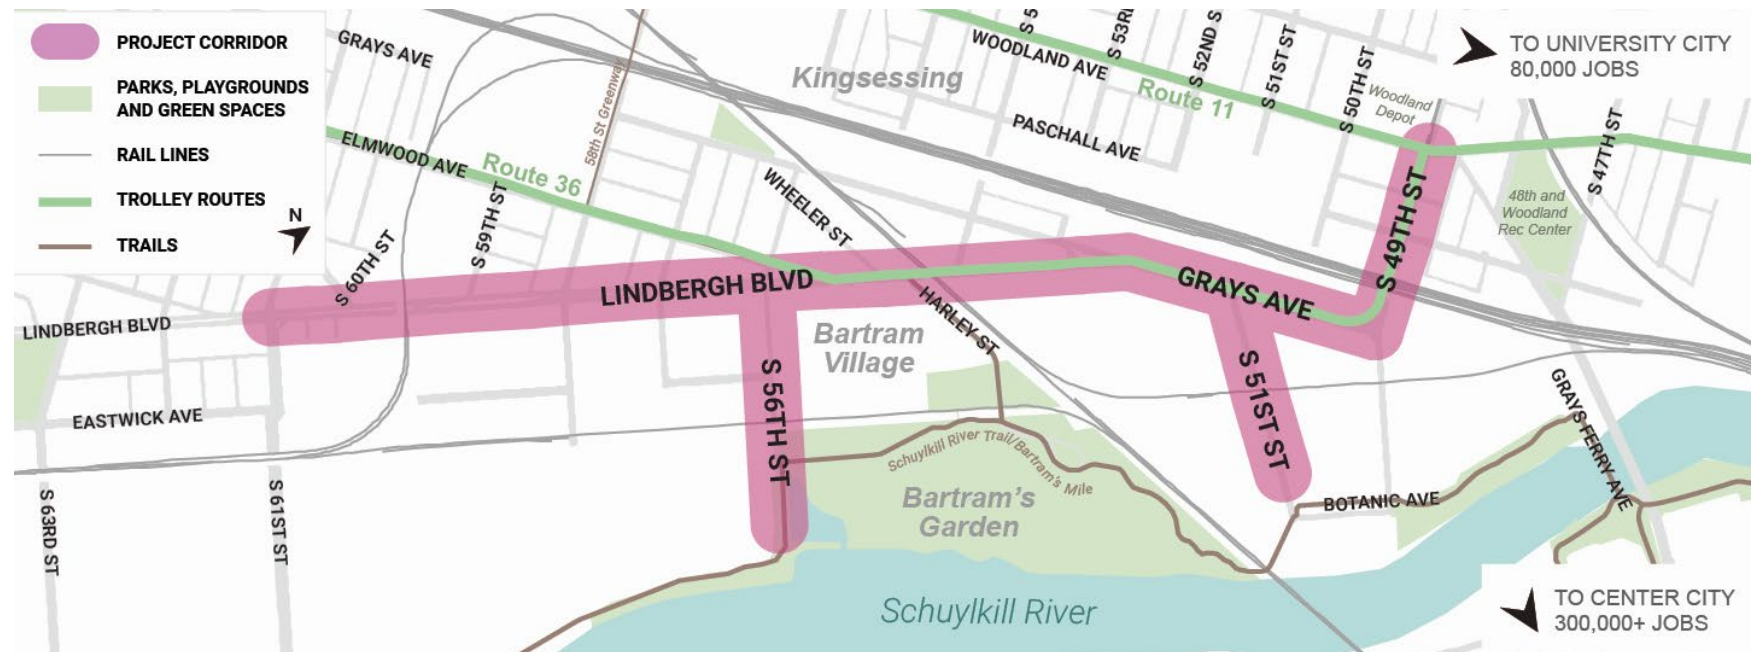 PROJECT CORRIDOR
PARKS, PLAYGROUNDS
AND GREEN SPACES
RAIL LINES
TROLLEY ROUTES
TRAILS
N
GRAYS AVE
58th St Greenway
Kingsessing
WOODLAND AVE
S 52ND S
S 51ST ST
S 50TH ST
Route 11
Woodland
Depot
TO UNIVERSITY CITY
80,000 JOBS
PASCHALL AVE
S 47TH ST
ELMWOOD AVE
Route 36
S 59TH ST
S 60TH ST
WHEELER ST
S 49TH ST
48th and
Woodland
Rec Center
LINDBERGH BLVD
LINDBERGH BLVD
GRAYS AVE
HARLEY ST
Bartram
Village
S 56TH ST
S 51ST ST
EASTWICK AVE
GRAYS FERRY AVE
Schuylkill River Trail/Bartram's Mile
Bartram's
Garden
BOTANIC AVE
S 63RD ST
S 61ST ST
Schuylkill River
TO CENTER CITY
300,000+ JOBS